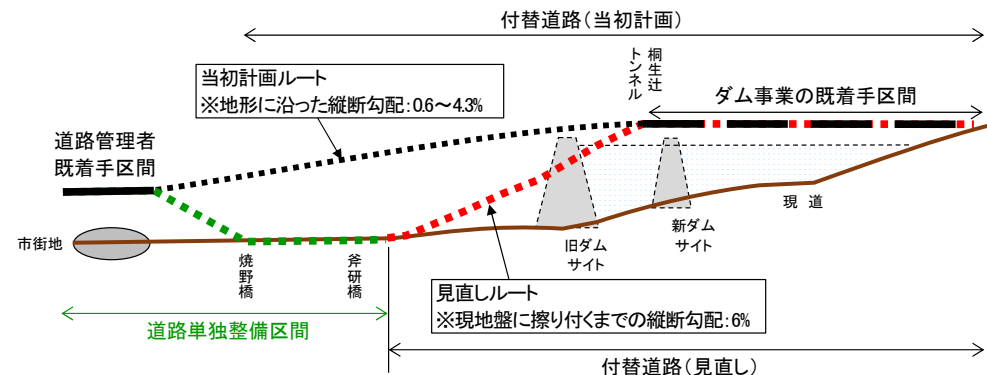 付替道路(当初計画)
当初計画ルート
※地形に沿った縦断勾配:0.6～4.3%
桐生辻
トンネル
ダム事業の既着手区間
道路管理者
既着手区間
市街地
焼野橋
斧研橋
旧ダム
サイト
新ダム
サイト
現 道
見直しルート
※現地盤に擦り付くまでの縦断勾配:6%
道路単独整備区間
付替道路(見直し)